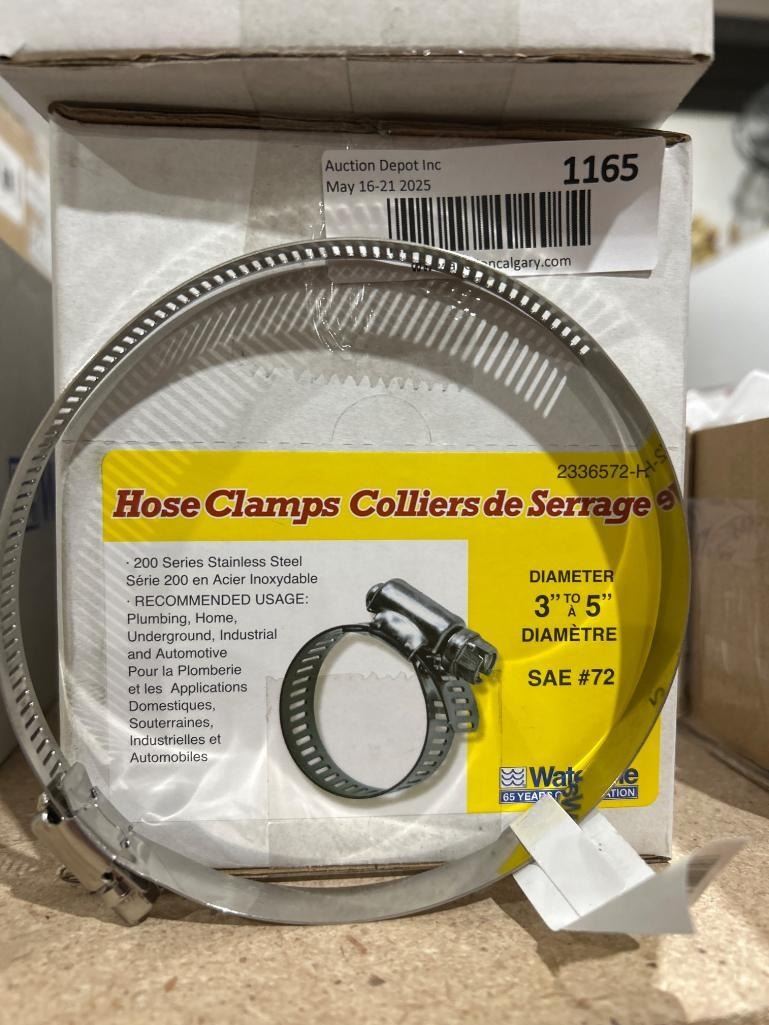 Auction Depot Inc
May 16-21 2025
1165
2336572-H
Hose Clamps Colliers de Serrage
· 200 Series Stainless Steel
Série 200 en Acier Inoxydable
· RECOMMENDED USAGE:
Plumbing, Home,
Underground, Industrial
and Automotive
Pour la Plomberie
et les Applications
Domestiques,
Souterraines,
Industrielles et
Automobiles
DIAMETER
3" TO À 5"
DIAMÈTRE
SAE #72
65 YEARS